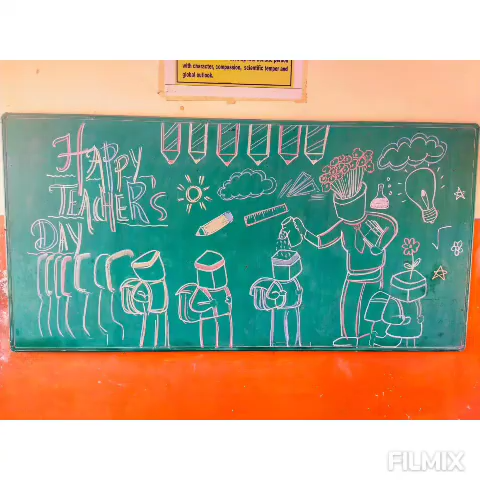 with character, compassion, scientific temper and
global outlook.
HAPPY
TEACHER'S
DAY
FILMIX